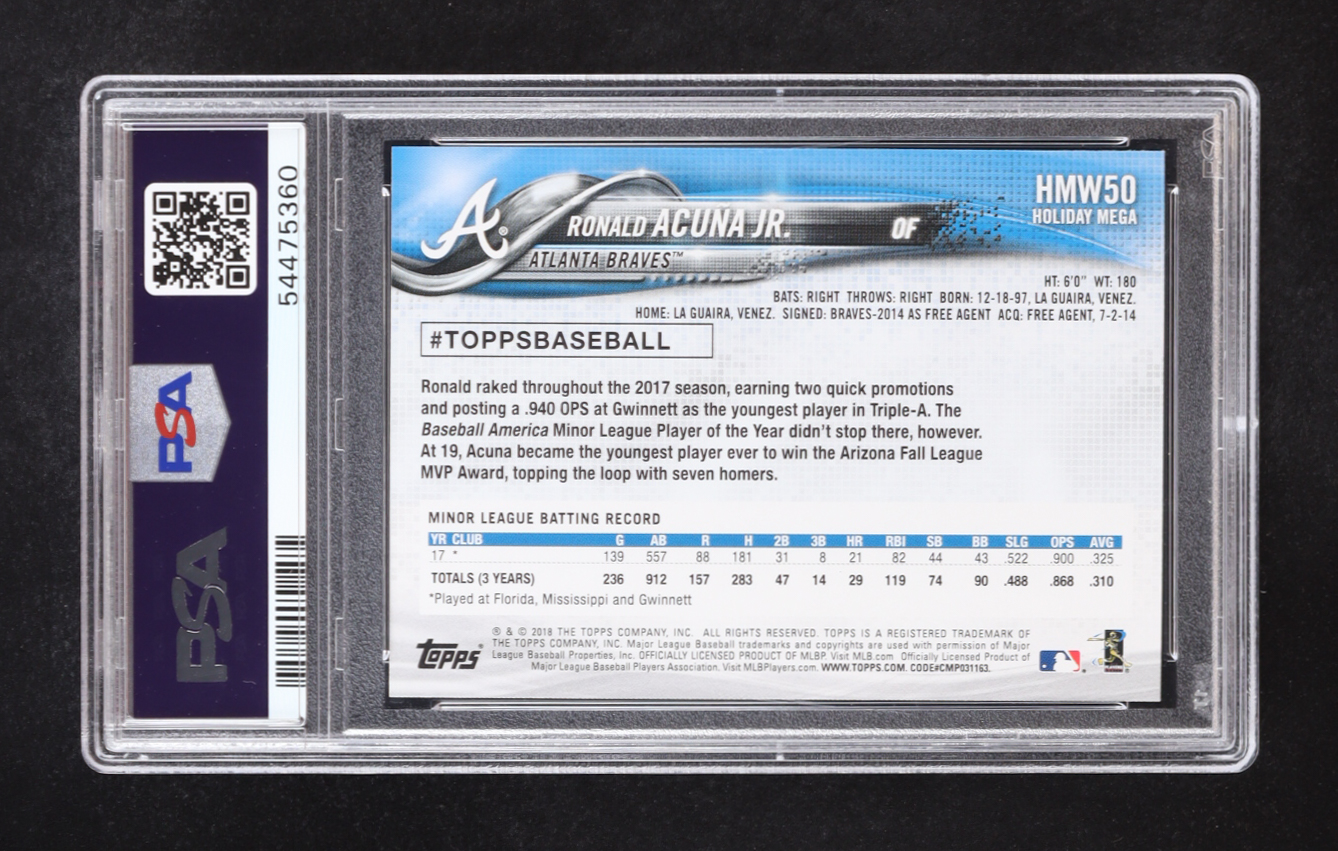 54475360
PSA
PSA
A®
RONALD ACUÑA JR.
OF
HMW50
HOLIDAY MEGA
ATLANTA BRAVES™
HT: 6'0" WT: 180
BATS: RIGHT THROWS: RIGHT BORN: 12-18-97, LA GUAIRA, VENEZ.
HOME: LA GUAIRA, VENEZ. SIGNED: BRAVES-2014 AS FREE AGENT ACQ: FREE AGENT, 7-2-14
#TOPPSBASEBALL
Ronald raked throughout the 2017 season, earning two quick promotions
and posting a .940 OPS at Gwinnett as the youngest player in Triple-A. The
Baseball America Minor League Player of the Year didn't stop there, however.
At 19, Acuna became the youngest player ever to win the Arizona Fall League
MVP Award, topping the loop with seven homers.
MINOR LEAGUE BATTING RECORD
YR CLUB G AB R H 2B 3B HR RBI SB BB SLG OPS AVG
17 * 139 557 88 181 31 8 21 82 44 43 .522 .900 .325
TOTALS (3 YEARS) 236 912 157 283 47 14 29 119 74 90 .488 .868 .310
*Played at Florida, Mississippi and Gwinnett
topps®
® & © 2018 THE TOPPS COMPANY, INC. ALL RIGHTS RESERVED. TOPPS IS A REGISTERED TRADEMARK OF
THE TOPPS COMPANY, INC. Major League Baseball trademarks and copyrights are used with permission of Major
League Baseball Properties, Inc. OFFICIALLY LICENSED PRODUCT OF MLBP. Visit MLB.com Officially Licensed Product of
Major League Baseball Players Association. Visit MLBPlayers.com. WWW.TOPPS.COM. CODE#CMP031163.